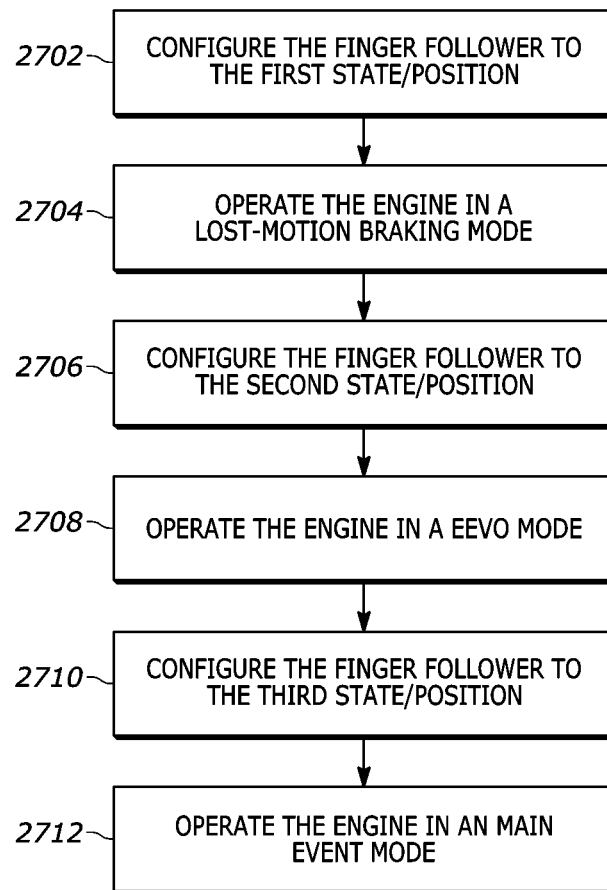 2702
CONFIGURE THE FINGER FOLLOWER TO
THE FIRST STATE/POSITION
2704
OPERATE THE ENGINE IN A
LOST-MOTION BRAKING MODE
2706
CONFIGURE THE FINGER FOLLOWER TO
THE SECOND STATE/POSITION
2708
OPERATE THE ENGINE IN A EEVO MODE
2710
CONFIGURE THE FINGER FOLLOWER TO
THE THIRD STATE/POSITION
2712
OPERATE THE ENGINE IN AN MAIN
EVENT MODE